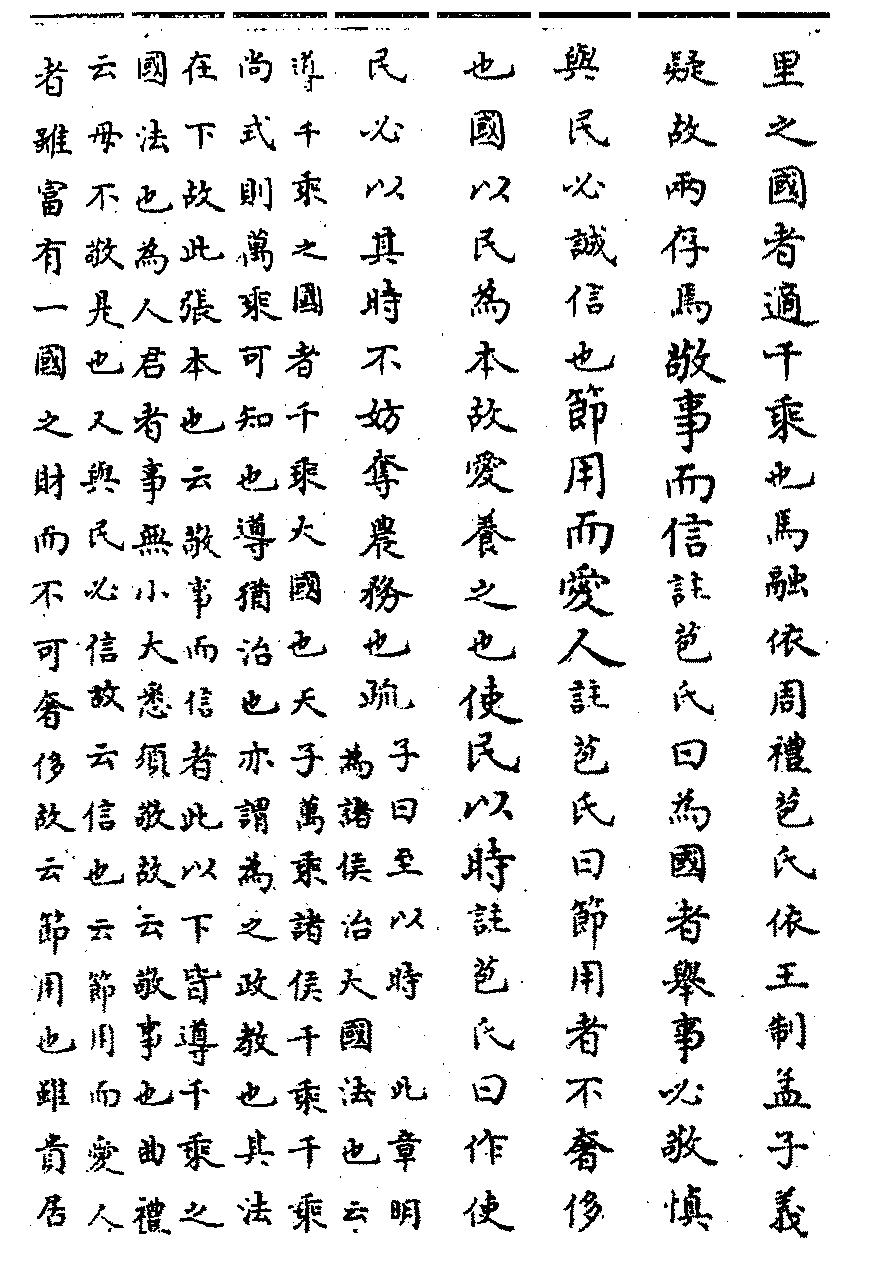 里之國者適千乘也馬融依周禮苞氏依王制孟子義
疑故兩存焉敬事而信註苞氏曰為國者舉事必敬慎
與民必誠信也節用而愛人註苞氏曰節用者不奢侈
也國以民為本故愛養之也使民以時註苞氏曰作使
民必以其時不妨奪農務也疏
子曰至以時 此章明
為諸侯治大國法也云
導千乘之國者千乘大國也天子萬乘諸侯千乘千乘
尚式則萬乘可知也導猶治也亦謂為之政教也其法
在下故此張本也云敬事而信者此以下皆導千乘之
國法也為人君者事無小大悉須敬故云敬事也曲禮
云毋不敬是也又與民必信故云信也云節用而愛人
者雖富有一國之財而不可奢侈故云節用也雖貴居